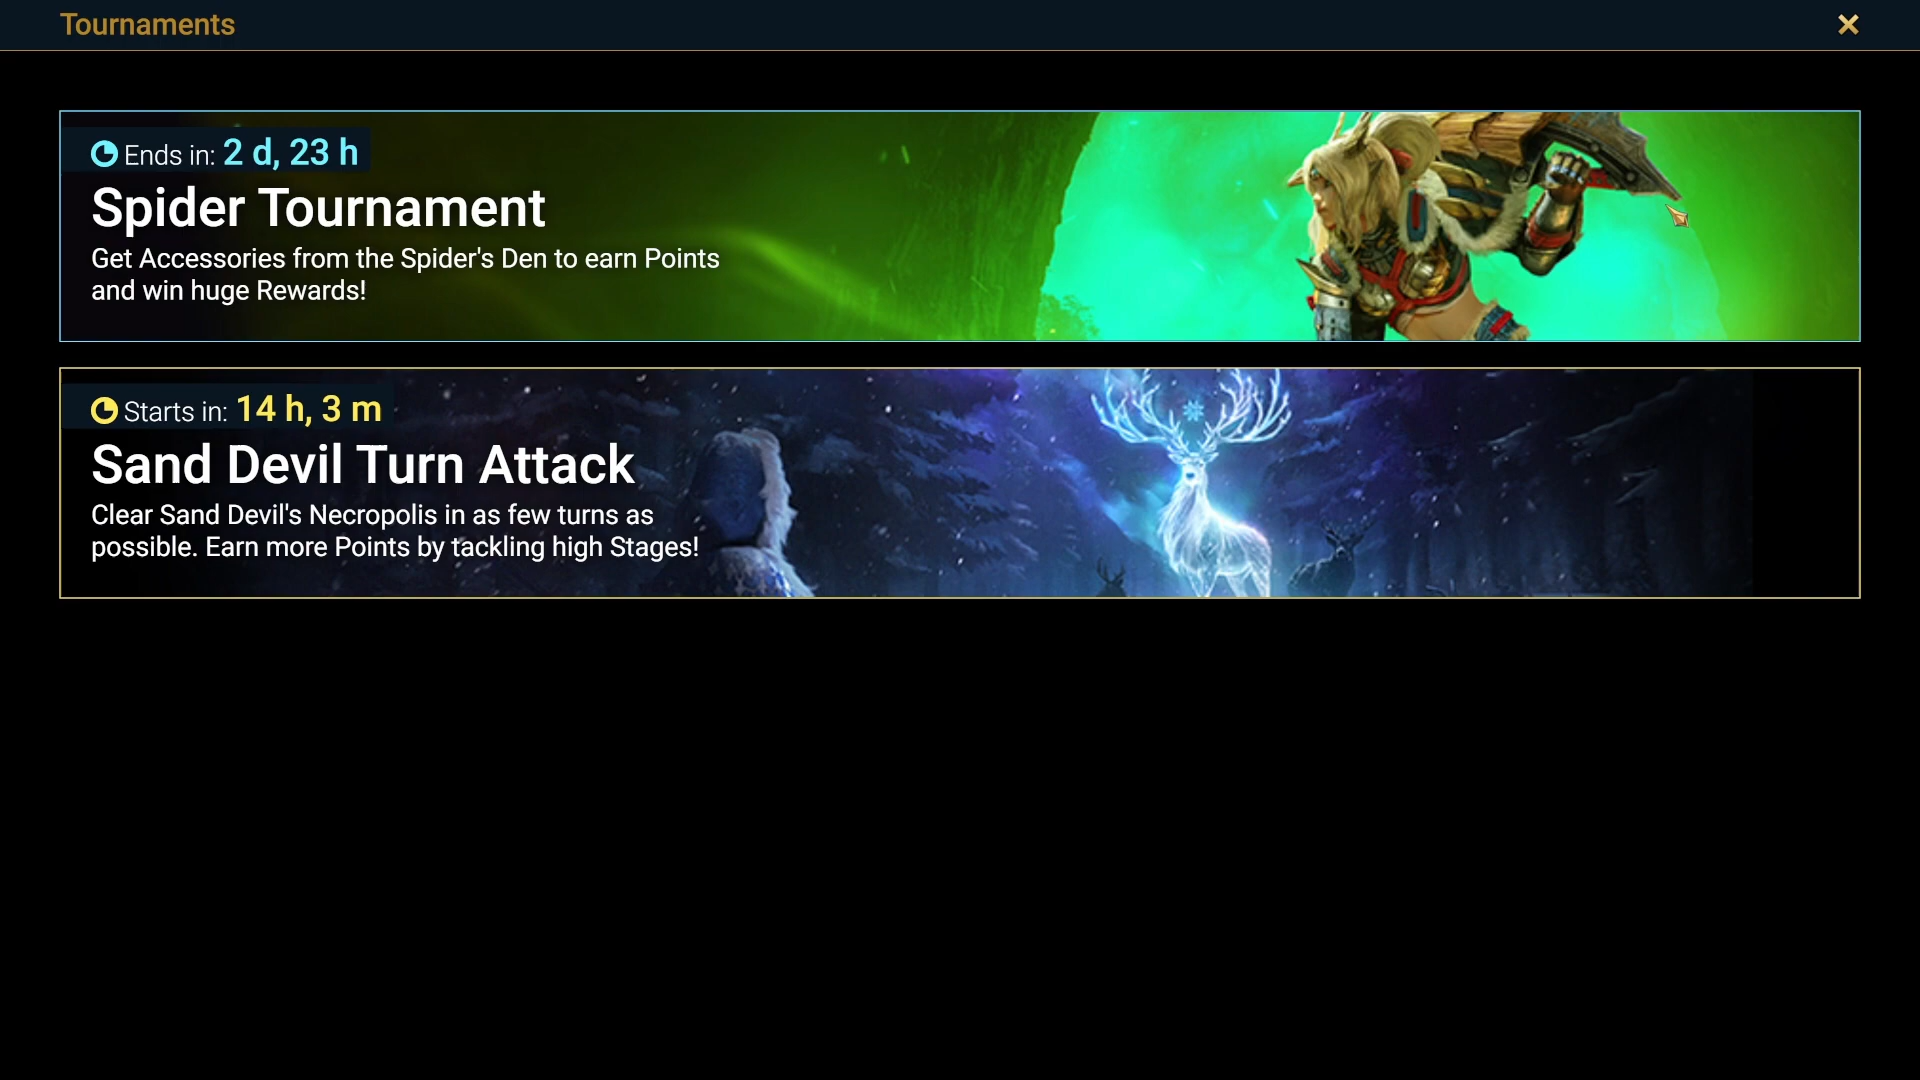 Tournaments
Ends in: 2 d, 23 h
Spider Tournament
Get Accessories from the Spider's Den to earn Points
and win huge Rewards!
Starts in: 14 h, 3 m
Sand Devil Turn Attack
Clear Sand Devil's Necropolis in as few turns as
possible. Earn more Points by tackling high Stages!